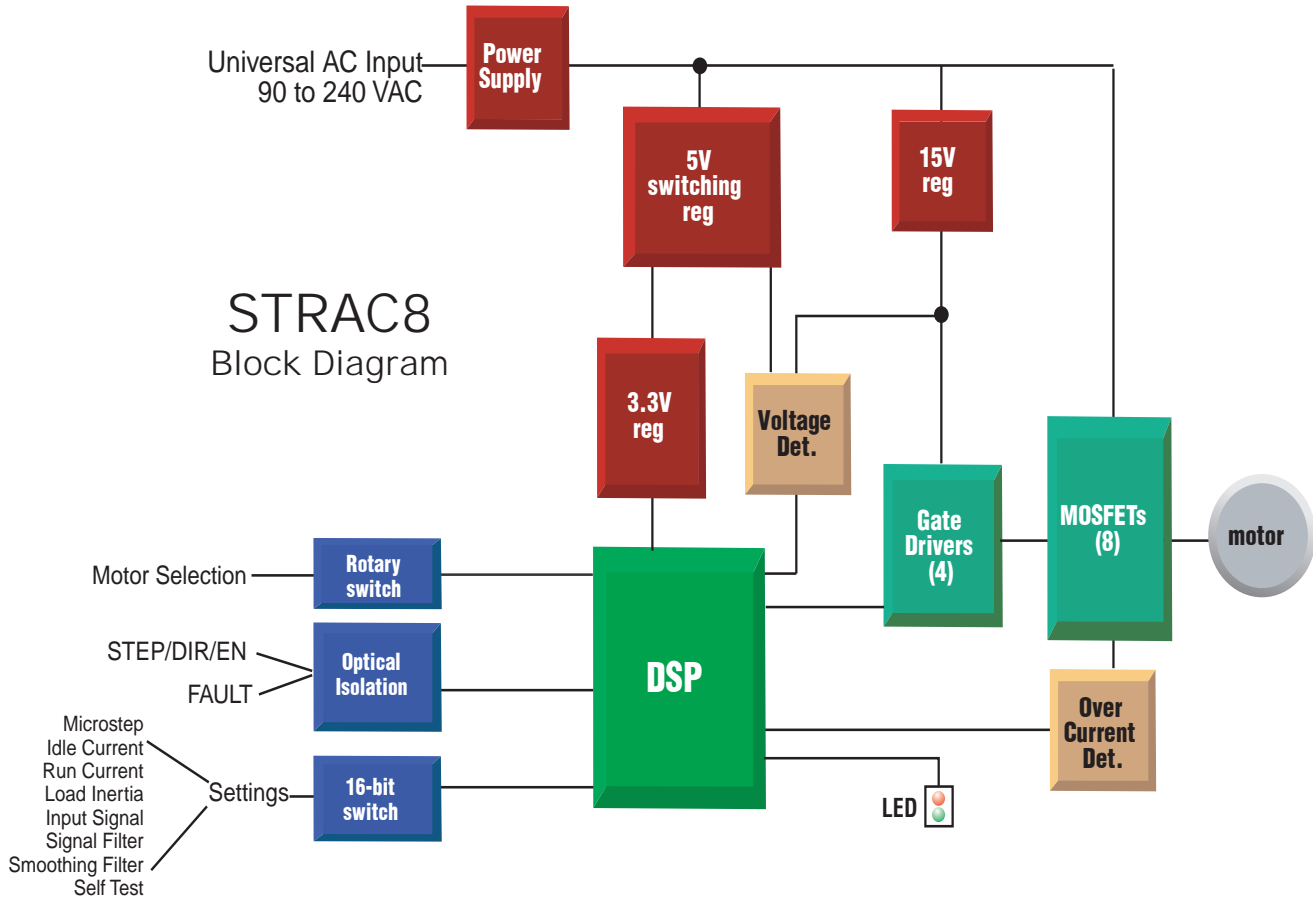 Universal AC Input
90 to 240 VAC
Power
Supply
5V
switching
reg
15V
reg
STRAC8
Block Diagram
3.3V
reg
Voltage
Det.
Gate
Drivers
(4)
MOSFETs
(8)
motor
Motor Selection
Rotary
switch
STEP/DIR/EN
FAULT
Optical
Isolation
DSP
Over
Current
Det.
Microstep
Idle Current
Run Current
Load Inertia
Input Signal
Signal Filter
Smoothing Filter
Self Test
Settings
16-bit
switch
LED